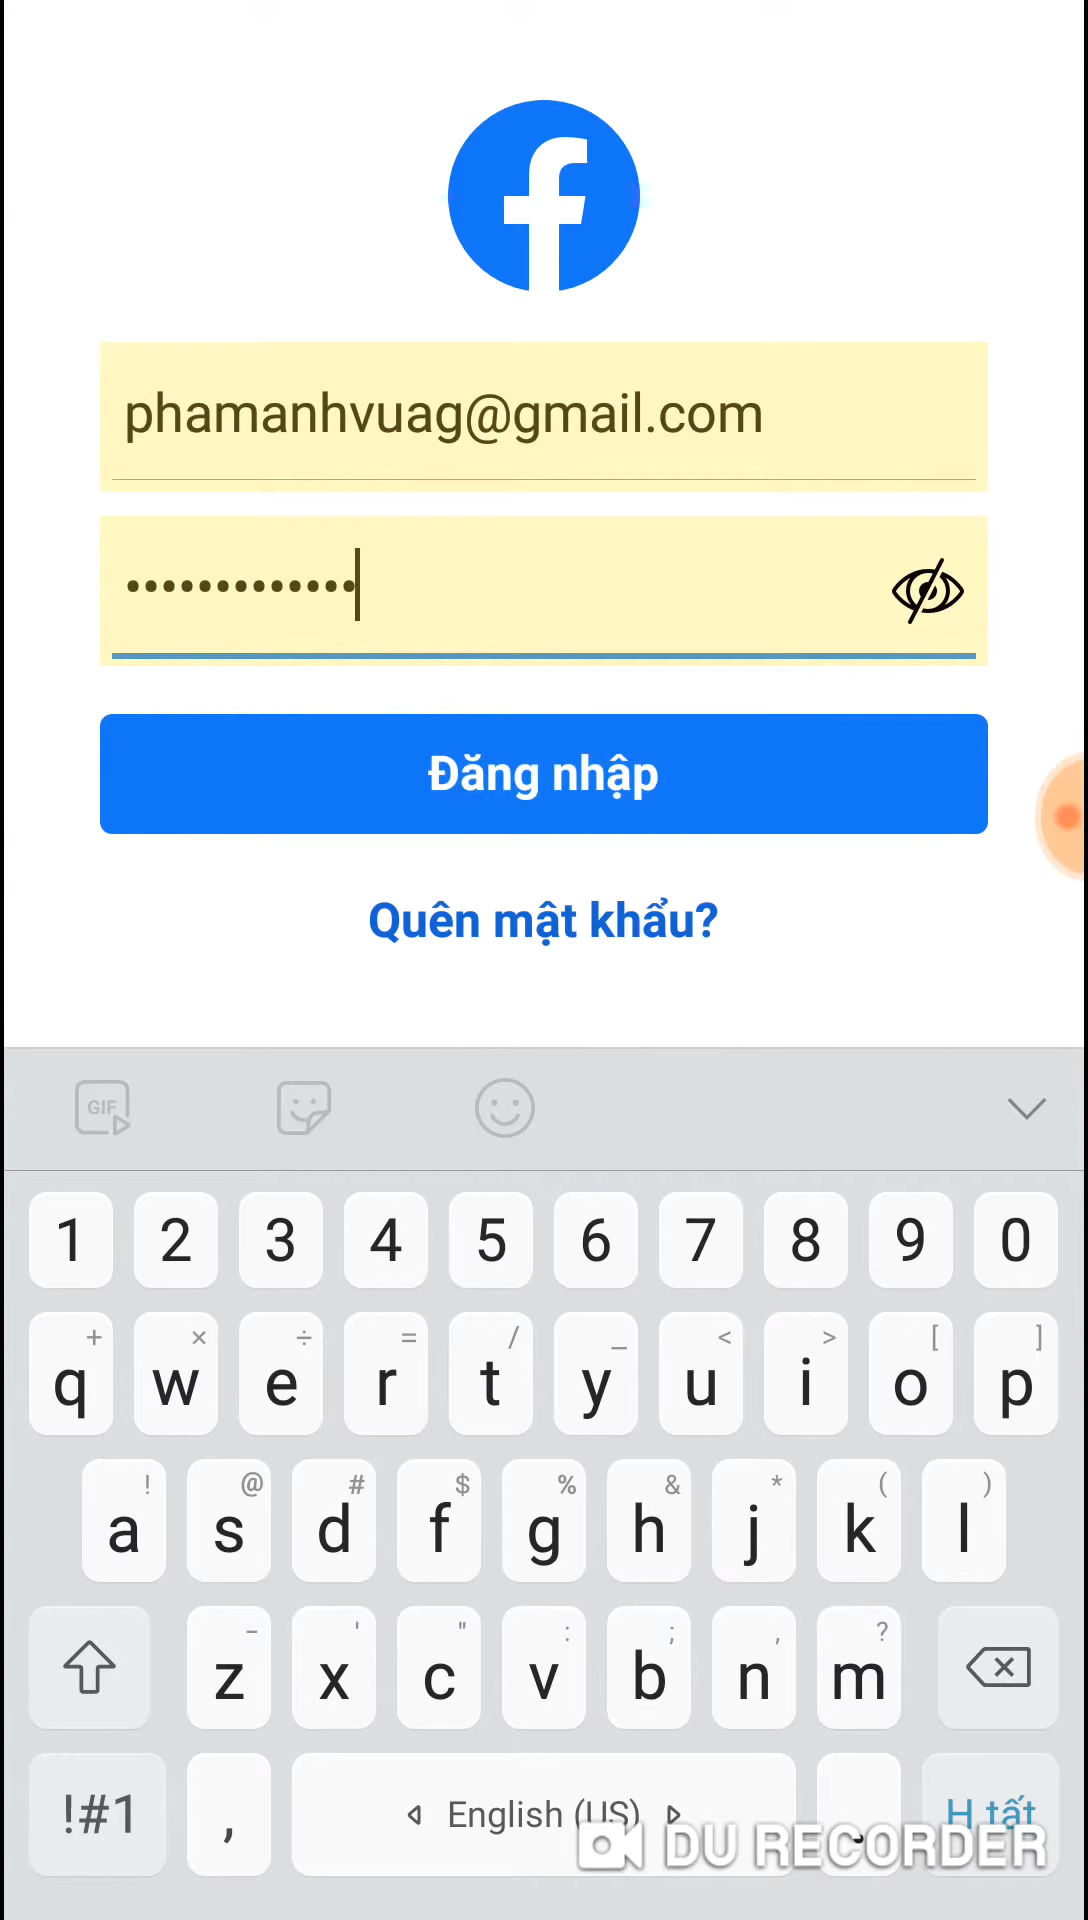 phamanhvuag@gmail.com
•••••••••••••
Đăng nhập
Quên mật khẩu?
GIF
1 2 3 4 5 6 7 8 9 0
+ × ÷ = / _ < > [ ]
q w e r t y u i o p
! @ # $ % & * ( )
a s d f g h j k l
- ' " : ; , ?
z x c v b n m
!#1 , English (US) . H.tất
DU RECORDER